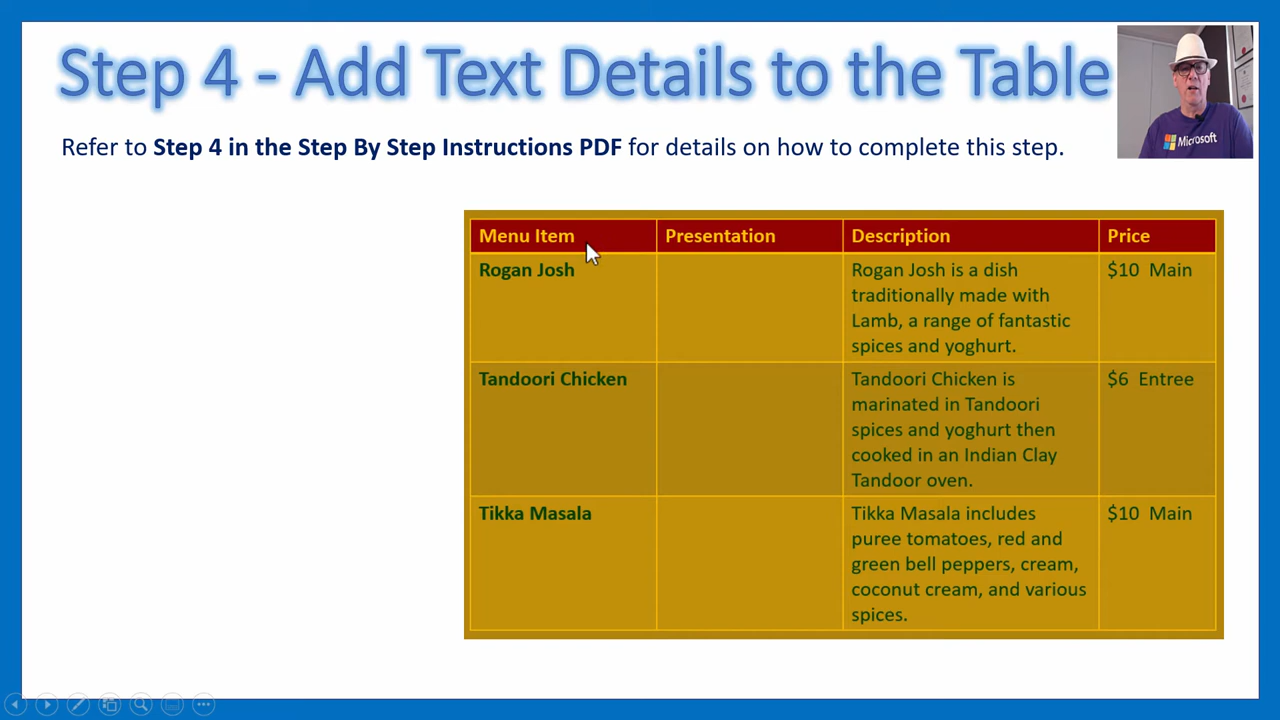 Step 4 - Add Text Details to the Table
Microsoft
Refer to Step 4 in the Step By Step Instructions PDF for details on how to complete this step.
Menu Item Presentation Description Price
Rogan Josh
Rogan Josh is a dish
traditionally made with
Lamb, a range of fantastic
spices and yoghurt.
$10 Main
Tandoori Chicken
Tandoori Chicken is
marinated in Tandoori
spices and yoghurt then
cooked in an Indian Clay
Tandoor oven.
$6 Entree
Tikka Masala
Tikka Masala includes
puree tomatoes, red and
green bell peppers, cream,
coconut cream, and various
spices.
$10 Main